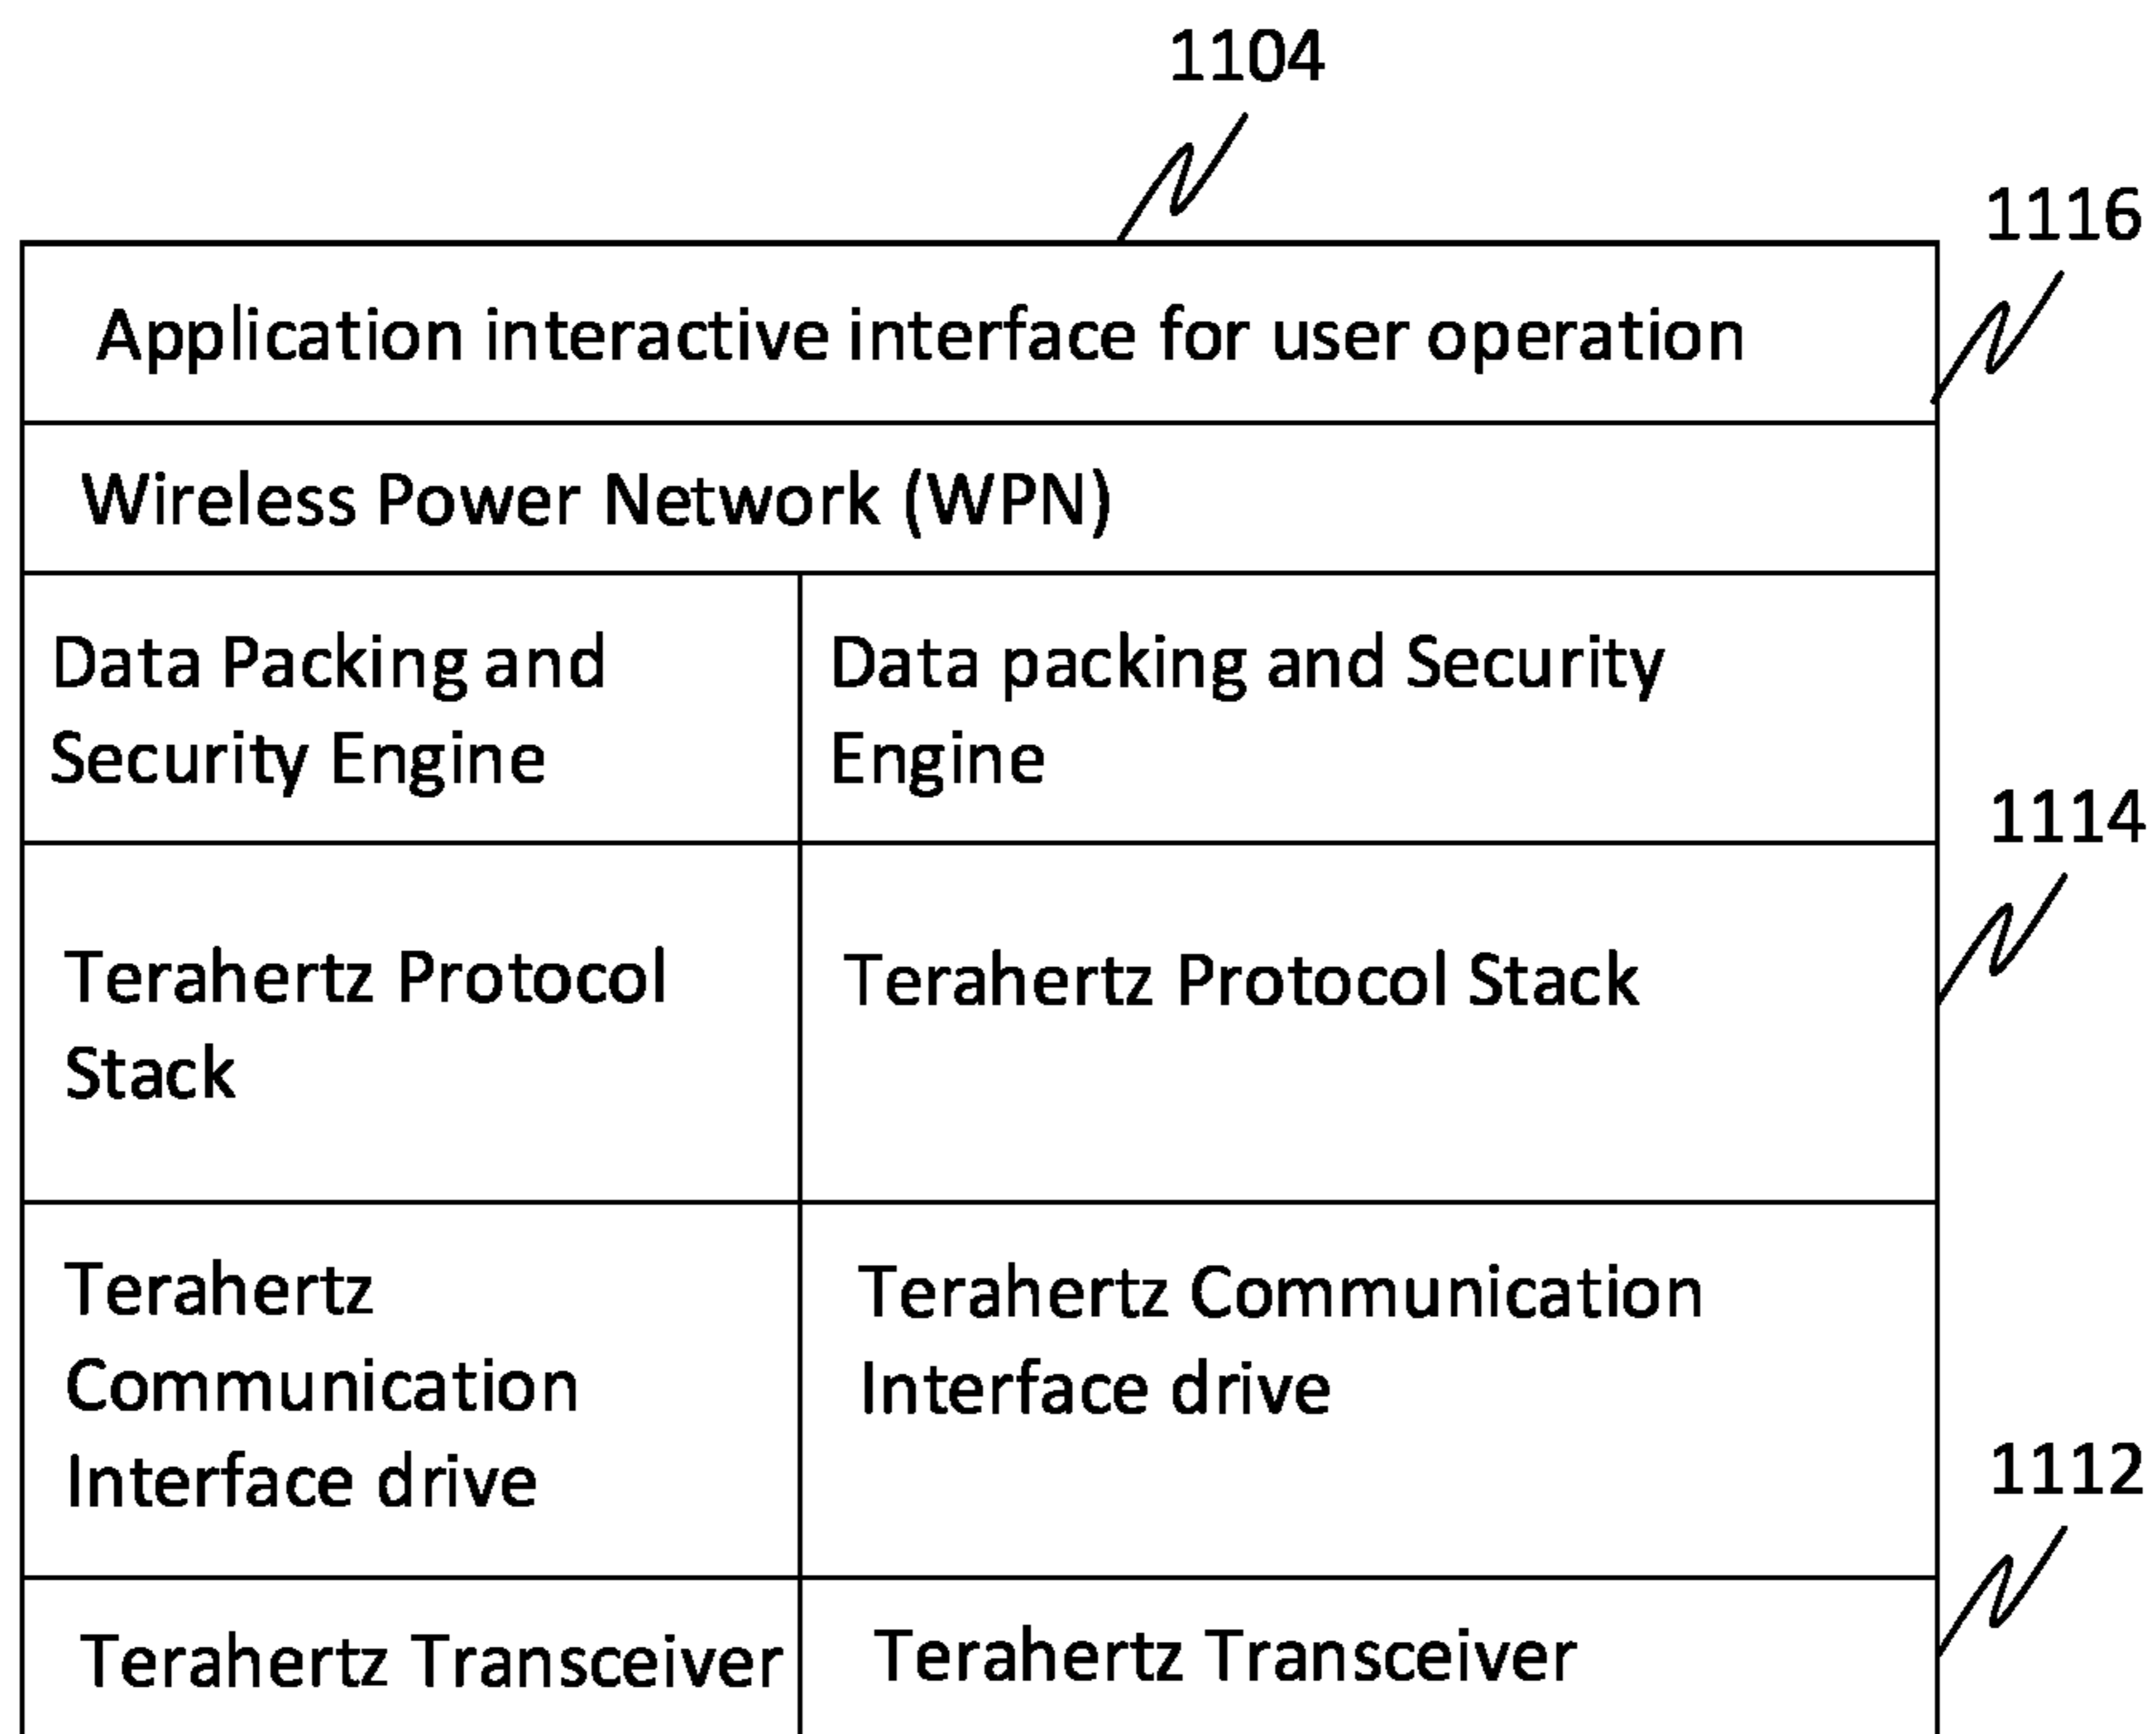 1104
1116
Application interactive interface for user operation
Wireless Power Network (WPN)
Data Packing and
Security Engine
Data packing and Security
Engine
1114
Terahertz Protocol
Stack
Terahertz Protocol Stack
Terahertz
Communication
Interface drive
Terahertz Communication
Interface drive
1112
Terahertz Transceiver
Terahertz Transceiver